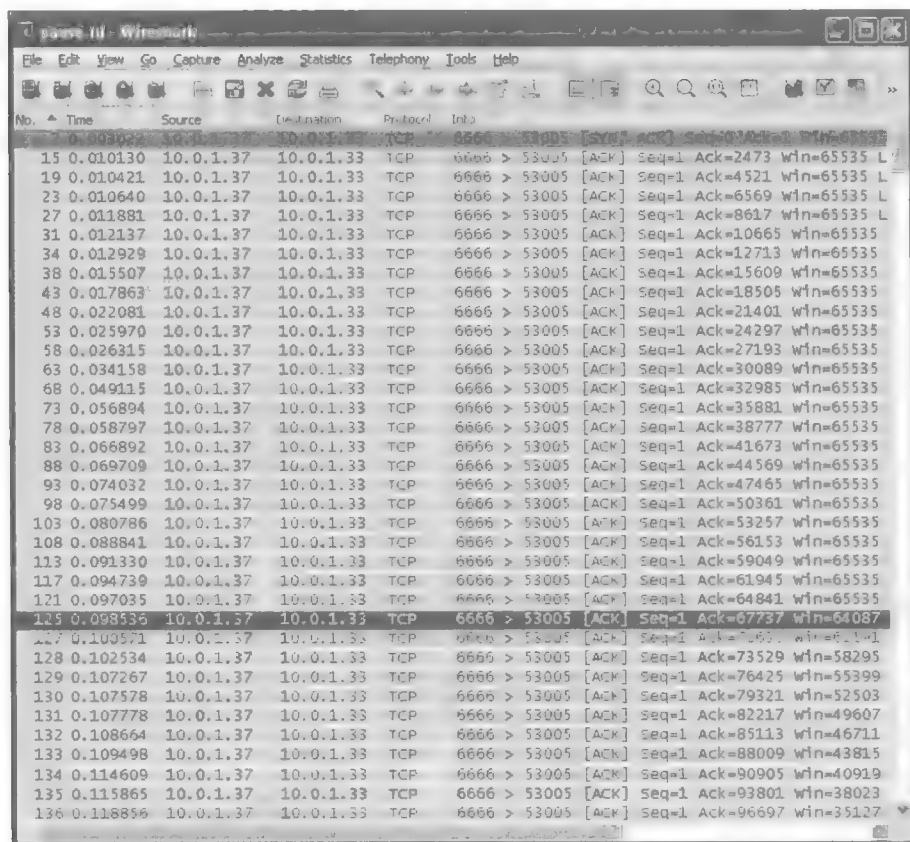 Wireshark
File Edit View Go Capture Analyze Statistics Telephony Tools Help
No. Time Source Destination Protocol Info
TCP 6666 > 53005
15 0.010130 10.0.1.37 10.0.1.33 TCP 6666 > 53005 [ACK] Seq=1 Ack=2473 Win=65535 L
19 0.010421 10.0.1.37 10.0.1.33 TCP 6666 > 53005 [ACK] Seq=1 Ack=4521 Win=65535 L
23 0.010640 10.0.1.37 10.0.1.33 TCP 6666 > 53005 [ACK] Seq=1 Ack=6569 Win=65535 L
27 0.011881 10.0.1.37 10.0.1.33 TCP 6666 > 53005 [ACK] Seq=1 Ack=8617 Win=65535 L
31 0.012137 10.0.1.37 10.0.1.33 TCP 6666 > 53005 [ACK] Seq=1 Ack=10665 Win=65535
34 0.012929 10.0.1.37 10.0.1.33 TCP 6666 > 53005 [ACK] Seq=1 Ack=12713 Win=65535
38 0.015507 10.0.1.37 10.0.1.33 TCP 6666 > 53005 [ACK] Seq=1 Ack=15609 Win=65535
43 0.017863 10.0.1.37 10.0.1.33 TCP 6666 > 53005 [ACK] Seq=1 Ack=18505 Win=65535
48 0.022081 10.0.1.37 10.0.1.33 TCP 6666 > 53005 [ACK] Seq=1 Ack=21401 Win=65535
53 0.025970 10.0.1.37 10.0.1.33 TCP 6666 > 53005 [ACK] Seq=1 Ack=24297 Win=65535
58 0.026315 10.0.1.37 10.0.1.33 TCP 6666 > 53005 [ACK] Seq=1 Ack=27193 Win=65535
63 0.034158 10.0.1.37 10.0.1.33 TCP 6666 > 53005 [ACK] Seq=1 Ack=30089 Win=65535
68 0.049115 10.0.1.37 10.0.1.33 TCP 6666 > 53005 [ACK] Seq=1 Ack=32985 Win=65535
73 0.056894 10.0.1.37 10.0.1.33 TCP 6666 > 53005 [ACK] Seq=1 Ack=35881 Win=65535
78 0.058797 10.0.1.37 10.0.1.33 TCP 6666 > 53005 [ACK] Seq=1 Ack=38777 Win=65535
83 0.066892 10.0.1.37 10.0.1.33 TCP 6666 > 53005 [ACK] Seq=1 Ack=41673 Win=65535
88 0.069709 10.0.1.37 10.0.1.33 TCP 6666 > 53005 [ACK] Seq=1 Ack=44569 Win=65535
93 0.074032 10.0.1.37 10.0.1.33 TCP 6666 > 53005 [ACK] Seq=1 Ack=47465 Win=65535
98 0.075499 10.0.1.37 10.0.1.33 TCP 6666 > 53005 [ACK] Seq=1 Ack=50361 Win=65535
103 0.080786 10.0.1.37 10.0.1.33 TCP 6666 > 53005 [ACK] Seq=1 Ack=53257 Win=65535
108 0.088841 10.0.1.37 10.0.1.33 TCP 6666 > 53005 [ACK] Seq=1 Ack=56153 Win=65535
113 0.091330 10.0.1.37 10.0.1.33 TCP 6666 > 53005 [ACK] Seq=1 Ack=59049 Win=65535
117 0.094739 10.0.1.37 10.0.1.33 TCP 6666 > 53005 [ACK] Seq=1 Ack=61945 Win=65535
121 0.097035 10.0.1.37 10.0.1.33 TCP 6666 > 53005 [ACK] Seq=1 Ack=64841 Win=65535
125 0.098536 10.0.1.37 10.0.1.33 TCP 6666 > 53005 [ACK] Seq=1 Ack=67737 Win=64087
10.0.1.37 10.0.1.33 TCP 6666 > 53005 [ACK] Seq=1
128 0.102534 10.0.1.37 10.0.1.33 TCP 6666 > 53005 [ACK] Seq=1 Ack=73529 Win=58295
129 0.107267 10.0.1.37 10.0.1.33 TCP 6666 > 53005 [ACK] Seq=1 Ack=76425 Win=55399
130 0.107578 10.0.1.37 10.0.1.33 TCP 6666 > 53005 [ACK] Seq=1 Ack=79321 Win=52503
131 0.107778 10.0.1.37 10.0.1.33 TCP 6666 > 53005 [ACK] Seq=1 Ack=82217 Win=49607
132 0.108664 10.0.1.37 10.0.1.33 TCP 6666 > 53005 [ACK] Seq=1 Ack=85113 Win=46711
133 0.109498 10.0.1.37 10.0.1.33 TCP 6666 > 53005 [ACK] Seq=1 Ack=88009 Win=43815
134 0.114609 10.0.1.37 10.0.1.33 TCP 6666 > 53005 [ACK] Seq=1 Ack=90905 Win=40919
135 0.115865 10.0.1.37 10.0.1.33 TCP 6666 > 53005 [ACK] Seq=1 Ack=93801 Win=38023
136 0.118856 10.0.1.37 10.0.1.33 TCP 6666 > 53005 [ACK] Seq=1 Ack=96697 Win=35127